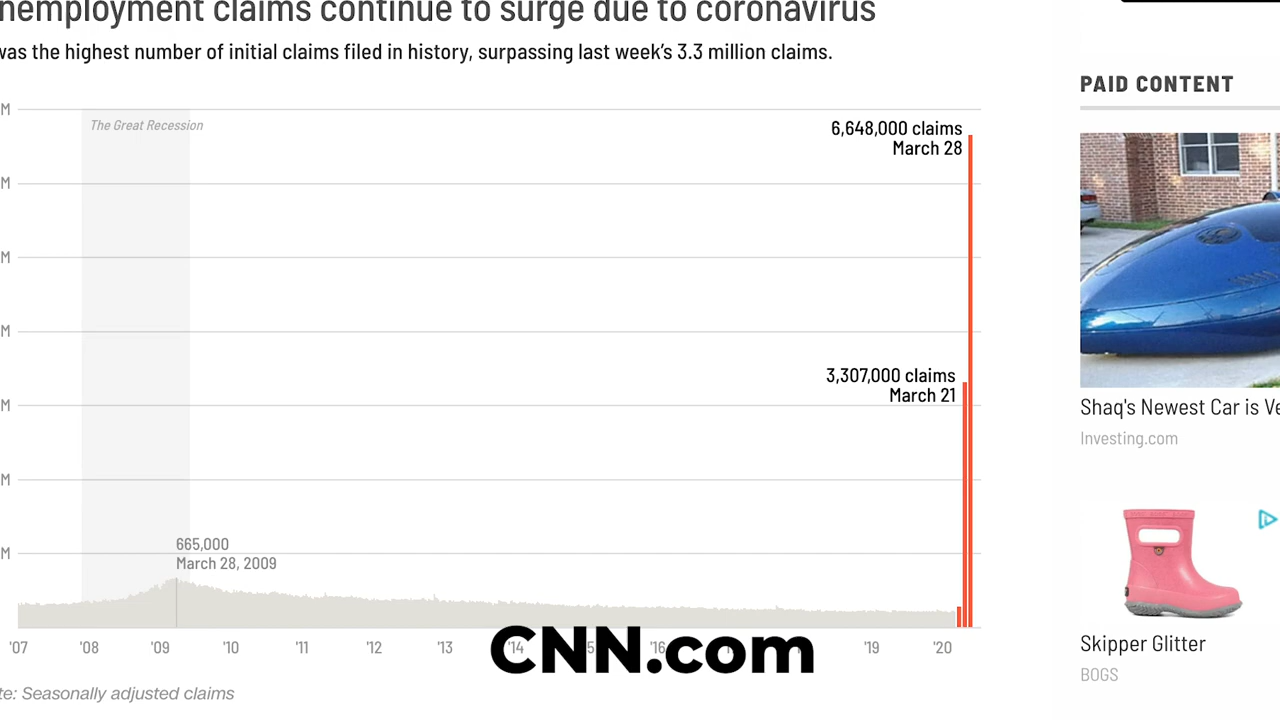 nemployment claims continue to surge due to coronavirus
was the highest number of initial claims filed in history, surpassing last week's 3.3 million claims.
PAID CONTENT
M
The Great Recession
6,648,000 claims
March 28
M
M
M
3,307,000 claims
March 21
M
Shaq's Newest Car is Ve
Investing.com
M
665,000
March 28, 2009
M
'07 '08 '09 '10 '11 '12 '13 '14 '16 '19 '20
CNN.com
Skipper Glitter
BOGS
te: Seasonally adjusted claims